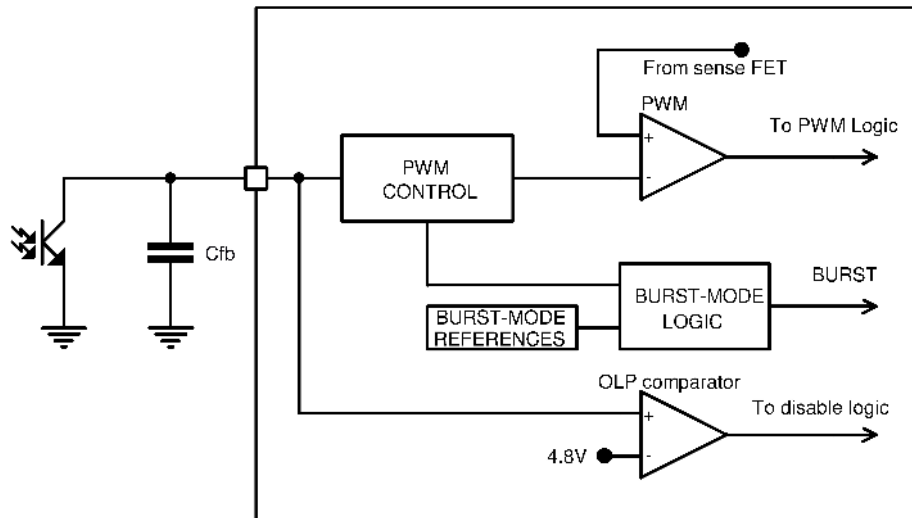 From sense FET
PWM
+
-
To PWM Logic
PWM
CONTROL
Cfb
BURST
BURST-MODE
LOGIC
BURST-MODE
REFERENCES
OLP comparator
+
-
To disable logic
4.8V